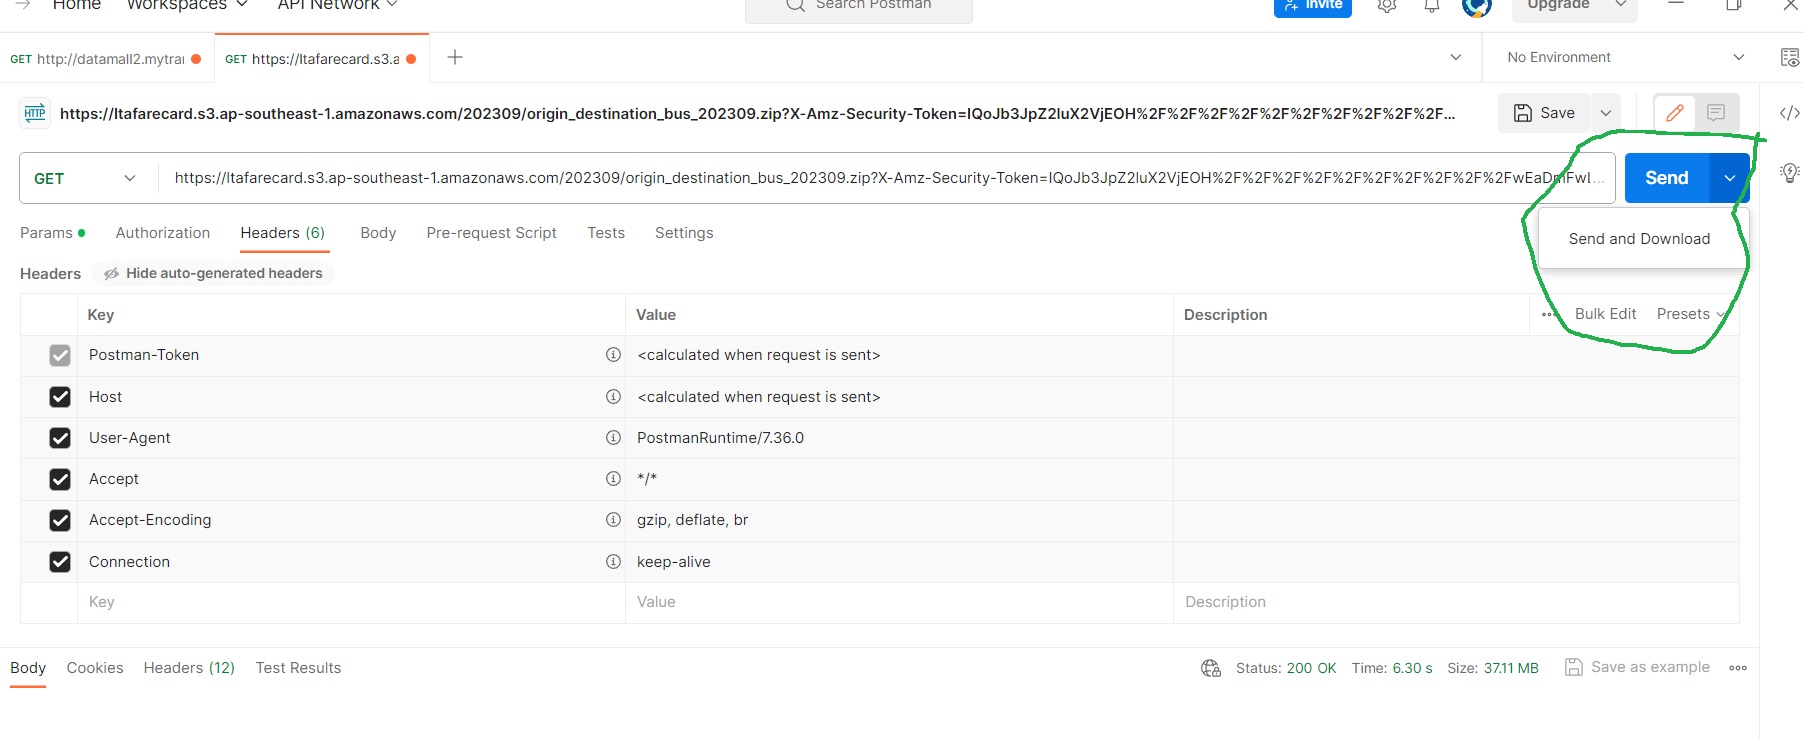 Home Workspaces API Network Search Postman Invite Upgrade
GET http://datamall2.mytra GET https://ltafarecard.s3.a No Environment
HTTP https://ltafarecard.s3.ap-southeast-1.amazonaws.com/202309/origin_destination_bus_202309.zip?X-Amz-Security-Token=IQoJb3JpZ2luX2VjEOH%2F%2F%2F%2F%2F%2F%2F%2F%2F... Save
GET https://ltafarecard.s3.ap-southeast-1.amazonaws.com/202309/origin_destination_bus_202309.zip?X-Amz-Security-Token=IQoJb3JpZ2luX2VjEOH%2F%2F%2F%2F%2F%2F%2F%2F%2F%2FwEaDmFwL... Send
Params Authorization Headers (6) Body Pre-request Script Tests Settings
Send and Download
Headers Hide auto-generated headers
Key Value Description Bulk Edit Presets
Postman-Token <calculated when request is sent>
Host <calculated when request is sent>
User-Agent PostmanRuntime/7.36.0
Accept */*
Accept-Encoding gzip, deflate, br
Connection keep-alive
Key Value Description
Body Cookies Headers (12) Test Results Status: 200 OK Time: 6.30 s Size: 37.11 MB Save as example